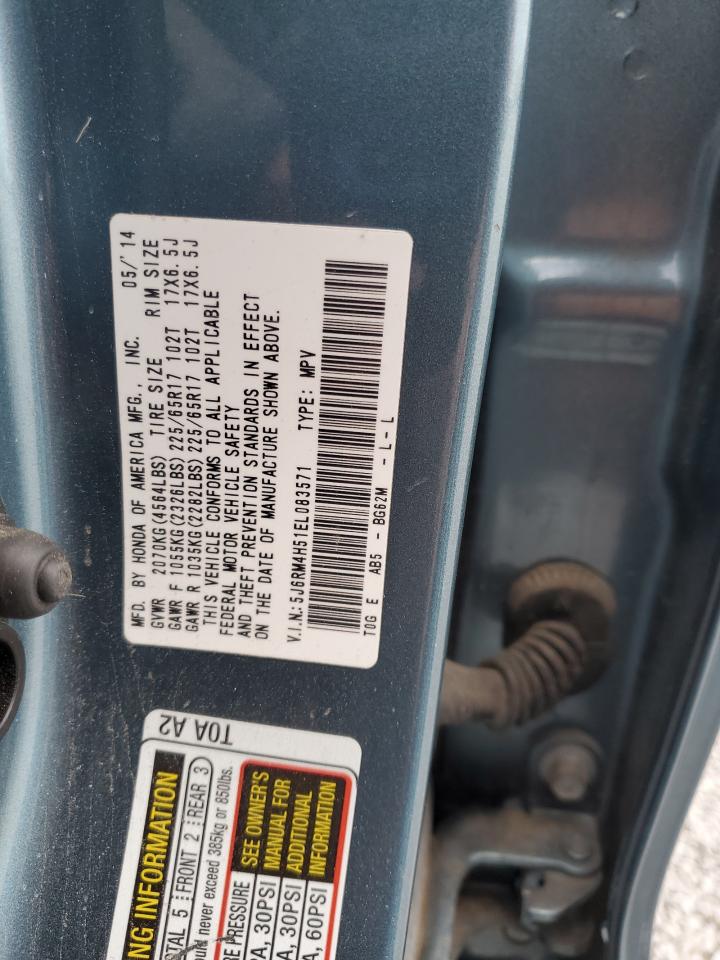 MFD. BY HONDA OF AMERICA MFG., INC. 05/'14
GVWR 2070KG(4564LBS) TIRE SIZE RIM SIZE
GAWR F 1055KG(2326LBS) 225/65R17 102T 17X6.5J
GAWR R 1035KG(2282LBS) 225/65R17 102T 17X6.5J
THIS VEHICLE CONFORMS TO ALL APPLICABLE
FEDERAL MOTOR VEHICLE SAFETY
AND THEFT PREVENTION STANDARDS IN EFFECT
ON THE DATE OF MANUFACTURE SHOWN ABOVE.
V.I.N.:5J6RM4H51EL083571 TYPE: MPV
T0G E AB5 - BG62M - L - L
T0A A2
NG INFORMATION
OTAL 5 FRONT 2 REAR 3
ould never exceed 385kg or 850lbs.
RE PRESSURE
PA, 30PSI
A, 30PSI
A, 60PSI
SEE OWNER'S
MANUAL FOR
ADDITIONAL
INFORMATION